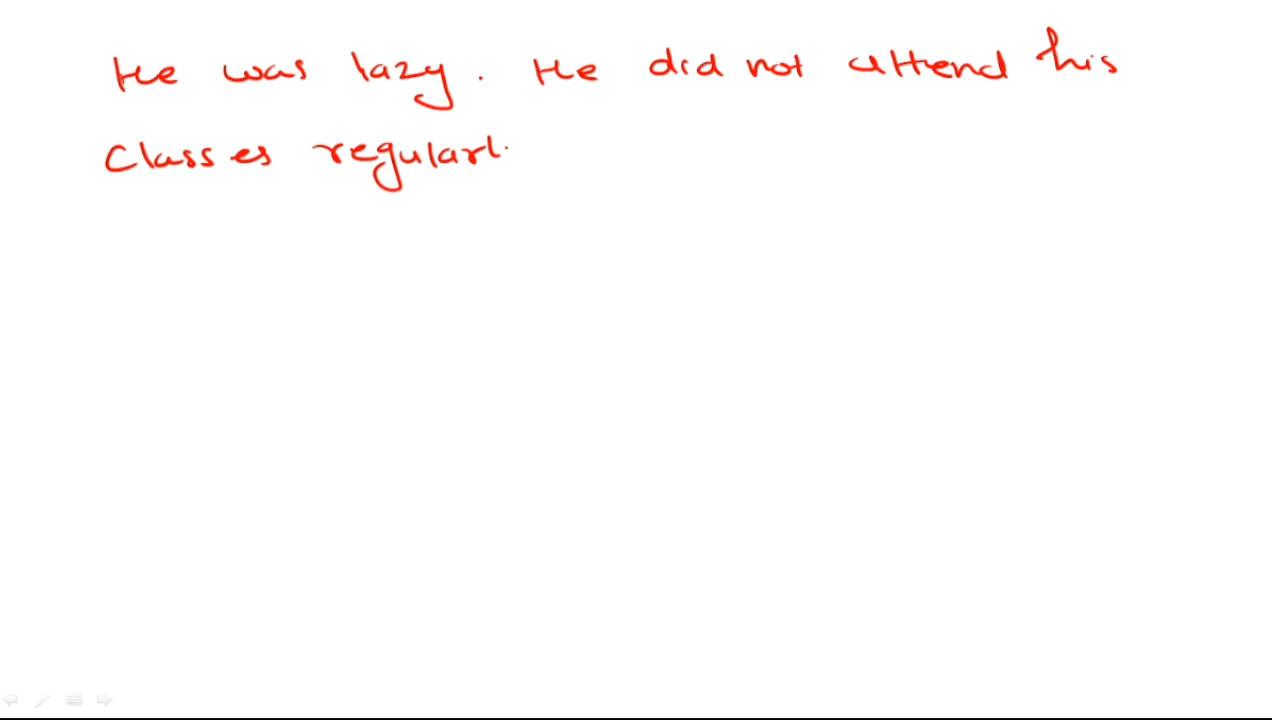 He was lazy. He did not attend his
classes regularl